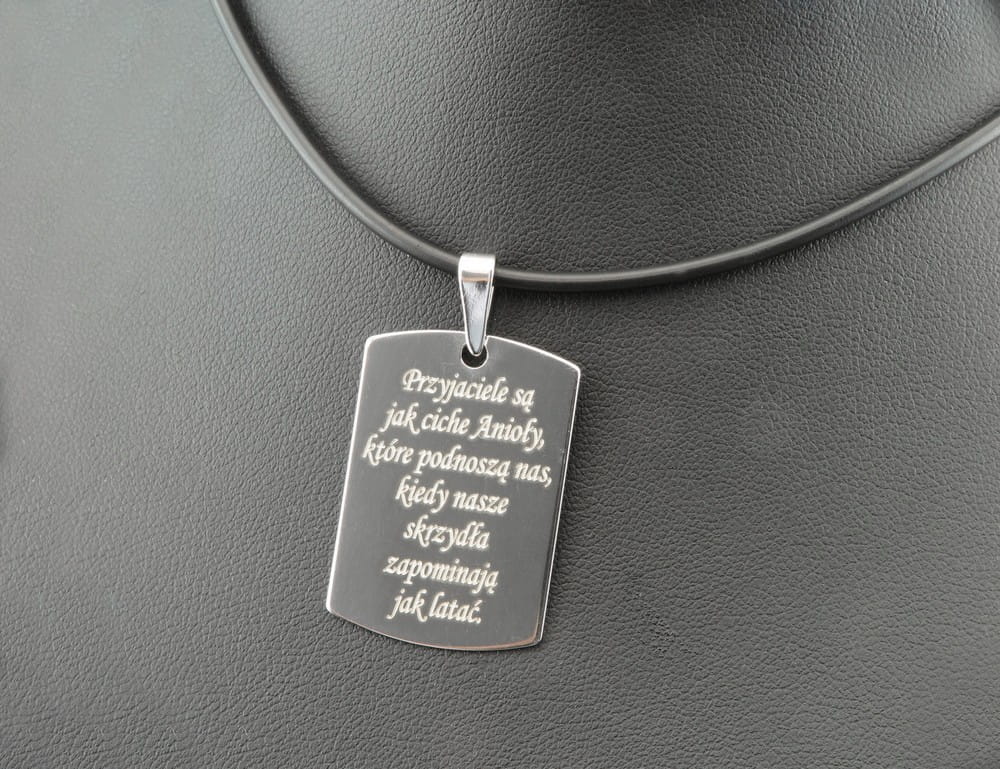 Przyjaciele są
jak ciche Anioły,
które podnoszą nas,
kiedy nasze
skrzydła
zapominają
jak latać.